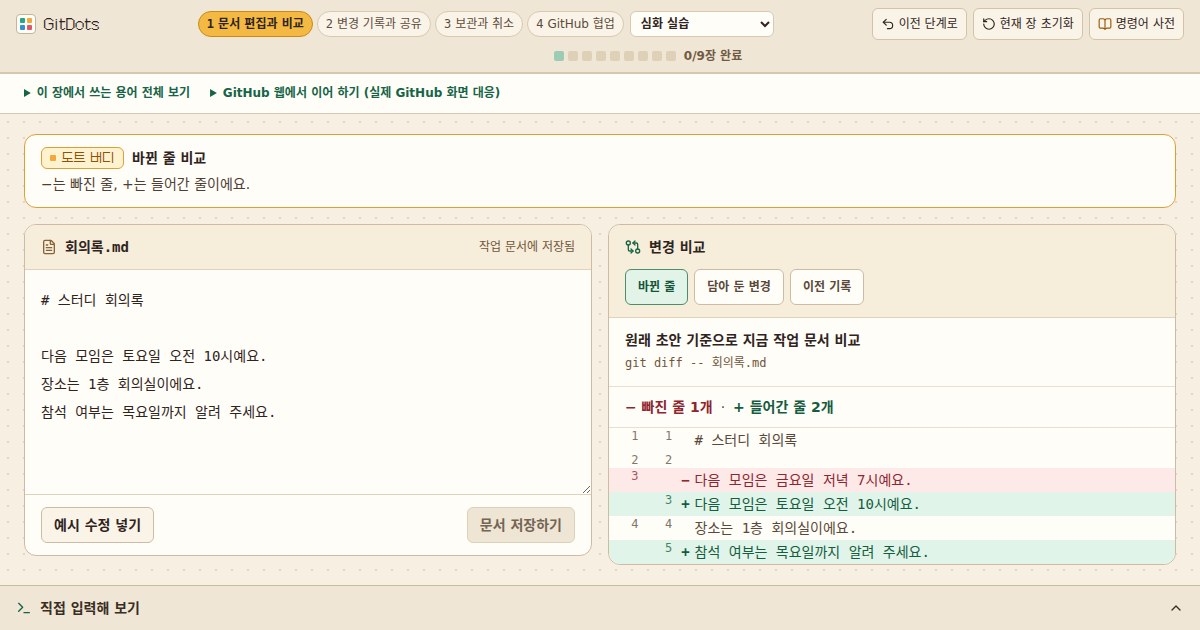 GitDots
1 문서 편집과 비교
2 변경 기록과 공유
3 보관과 취소
4 GitHub 협업
심화 실습
이전 단계로
현재 장 초기화
명령어 사전
0/9장 완료
이 장에서 쓰는 용어 전체 보기
GitHub 웹에서 이어 하기 (실제 GitHub 화면 대응)
도트 버디 바뀐 줄 비교
−는 빠진 줄, +는 들어간 줄이에요.
회의록.md
작업 문서에 저장됨
# 스터디 회의록
다음 모임은 토요일 오전 10시예요.
장소는 1층 회의실이에요.
참석 여부는 목요일까지 알려 주세요.
예시 수정 넣기
문서 저장하기
변경 비교
바뀐 줄
담아 둔 변경
이전 기록
원래 초안 기준으로 지금 작업 문서 비교
git diff -- 회의록.md
− 빠진 줄 1개 · + 들어간 줄 2개
1 1 # 스터디 회의록
2 2
3 − 다음 모임은 금요일 저녁 7시예요.
3 + 다음 모임은 토요일 오전 10시예요.
4 4 장소는 1층 회의실이에요.
5 + 참석 여부는 목요일까지 알려 주세요.
직접 입력해 보기